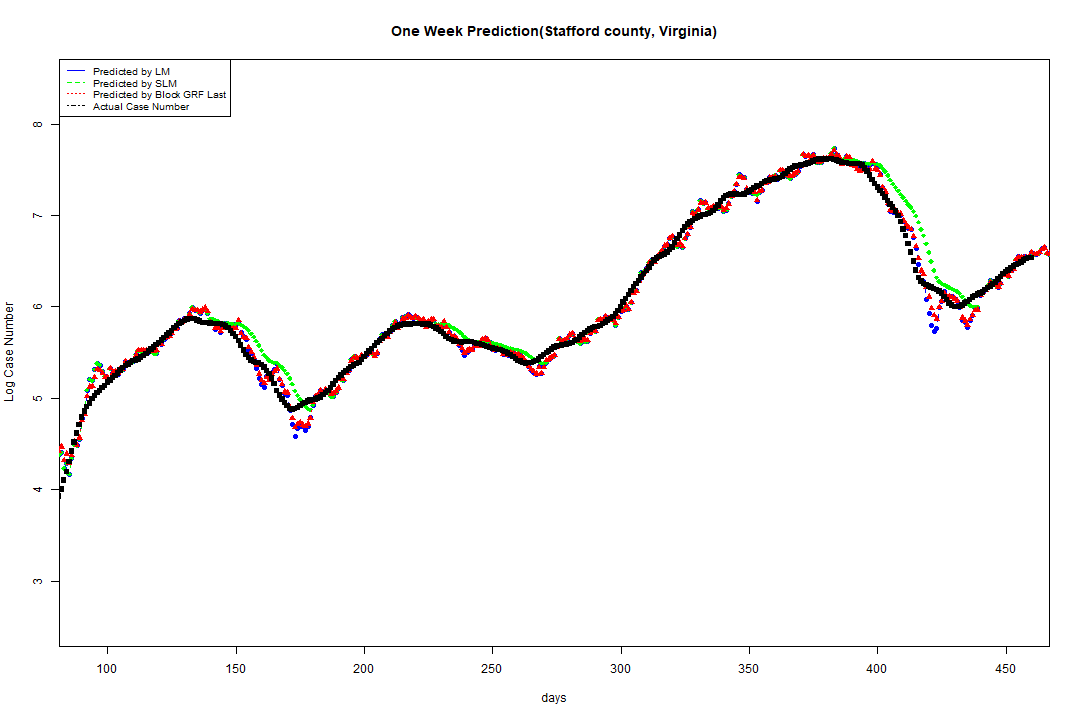 One Week Prediction(Stafford county, Virginia)
Predicted by LM
Predicted by SLM
Predicted by Block GRF Last
Actual Case Number
Log Case Number
8
7
6
5
4
3
100 150 200 250 300 350 400 450
days